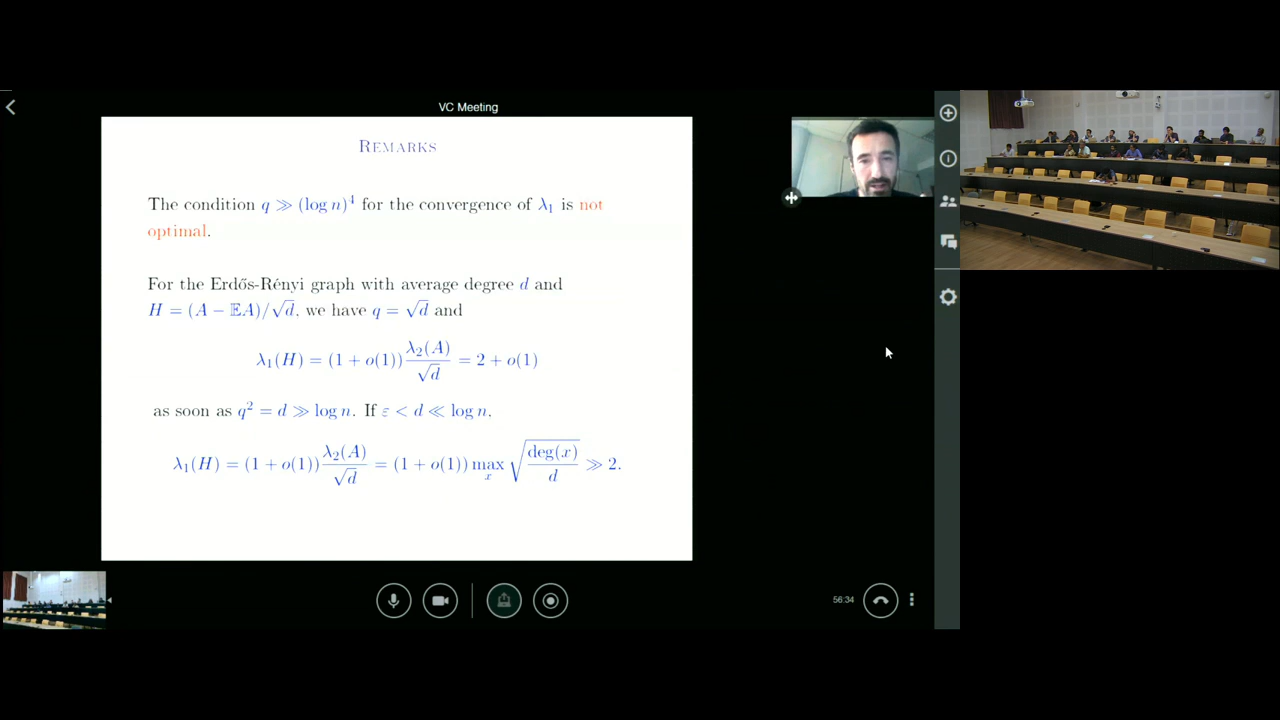 VC Meeting
REMARKS
The condition q ≫ (log n)⁴ for the convergence of λ₁ is not
optimal.
For the Erdős-Rényi graph with average degree d and
H = (A − 𝔼A)/√d, we have q = √d and
λ₁(H) = (1 + o(1)) λ₂(A)/√d = 2 + o(1)
as soon as q² = d ≫ log n. If ε < d ≪ log n,
λ₁(H) = (1 + o(1)) λ₂(A)/√d = (1 + o(1)) max_x √(deg(x)/d) ≫ 2.
56:34